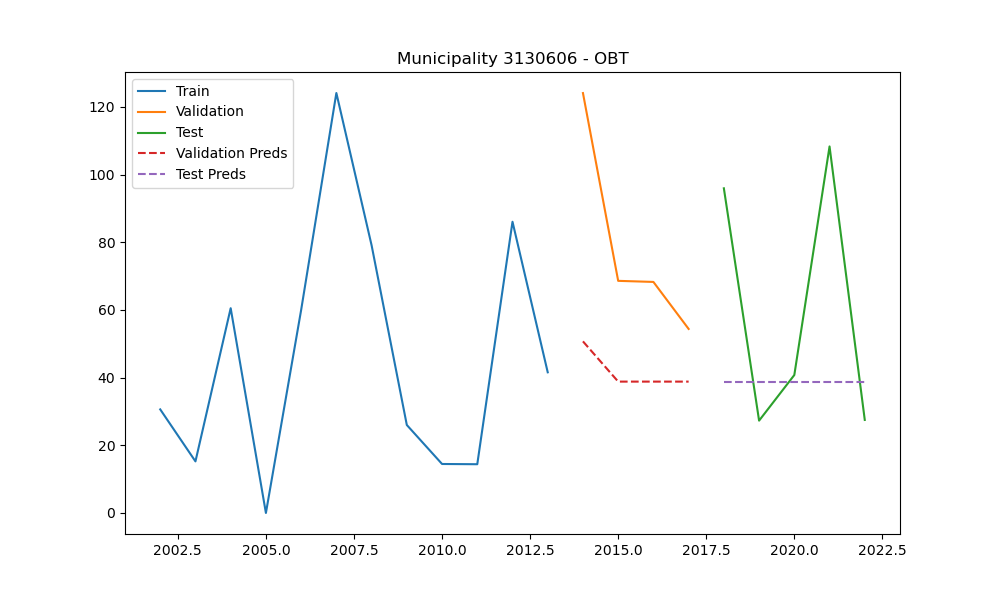 Municipality 3130606 - OBT
Train
Validation
Test
Validation Preds
Test Preds
120
100
80
60
40
20
0
2002.5 2005.0 2007.5 2010.0 2012.5 2015.0 2017.5 2020.0 2022.5